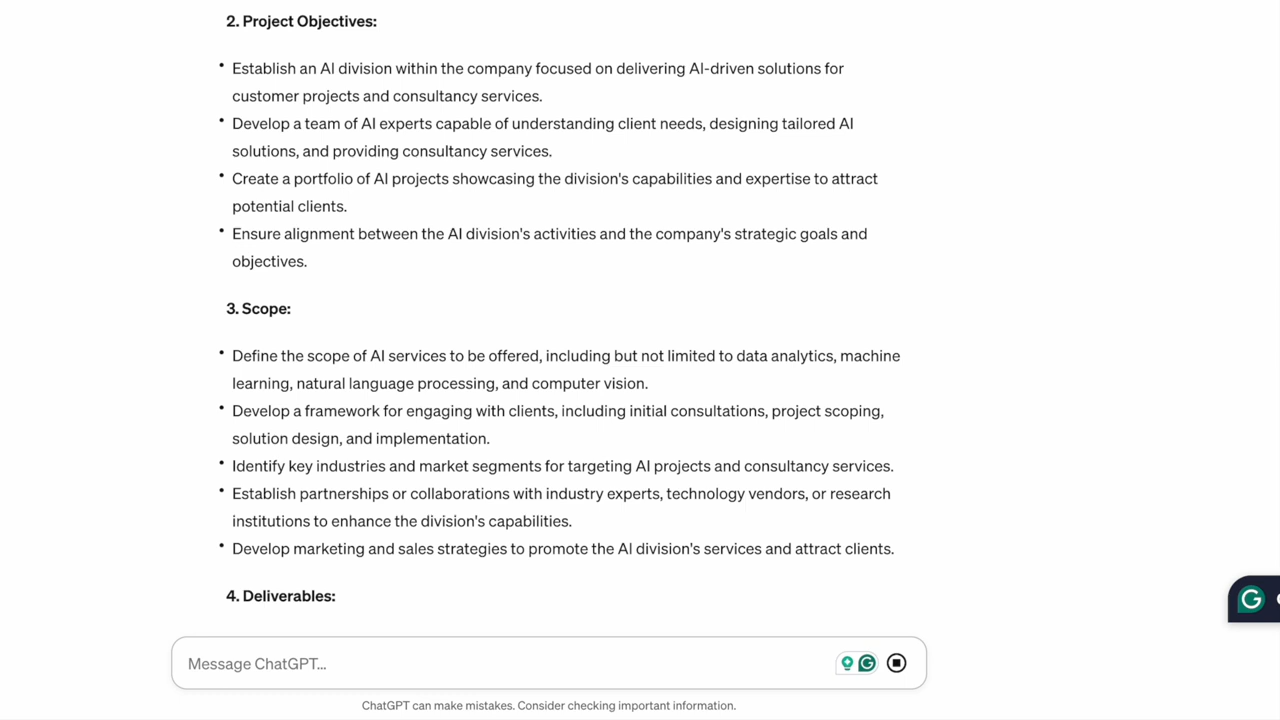 2. Project Objectives:
• Establish an AI division within the company focused on delivering AI-driven solutions for
customer projects and consultancy services.
• Develop a team of AI experts capable of understanding client needs, designing tailored AI
solutions, and providing consultancy services.
• Create a portfolio of AI projects showcasing the division's capabilities and expertise to attract
potential clients.
• Ensure alignment between the AI division's activities and the company's strategic goals and
objectives.
3. Scope:
• Define the scope of AI services to be offered, including but not limited to data analytics, machine
learning, natural language processing, and computer vision.
• Develop a framework for engaging with clients, including initial consultations, project scoping,
solution design, and implementation.
• Identify key industries and market segments for targeting AI projects and consultancy services.
• Establish partnerships or collaborations with industry experts, technology vendors, or research
institutions to enhance the division's capabilities.
• Develop marketing and sales strategies to promote the AI division's services and attract clients.
4. Deliverables:
Message ChatGPT...
ChatGPT can make mistakes. Consider checking important information.